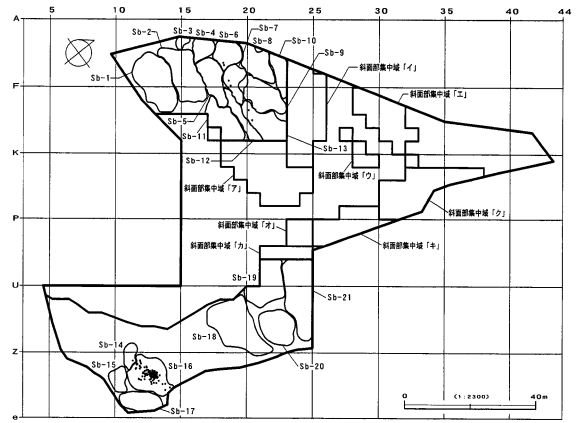 5 10 15 20 25 30 35 40 44
A
F
K
P
U
Z
e
Sb-1
Sb-2
Sb-3
Sb-4
Sb-6
Sb-7
Sb-8
Sb-10
Sb-9
斜面部集中域「イ」
斜面部集中域「エ」
Sb-5
Sb-11
Sb-13
Sb-12
斜面部集中域「ア」
斜面部集中域「ウ」
斜面部集中域「オ」
斜面部集中域「ク」
斜面部集中域「カ」
斜面部集中域「キ」
Sb-19
Sb-21
Sb-18
Sb-20
Sb-14
Sb-15
Sb-16
Sb-17
0 (1:2300) 40m